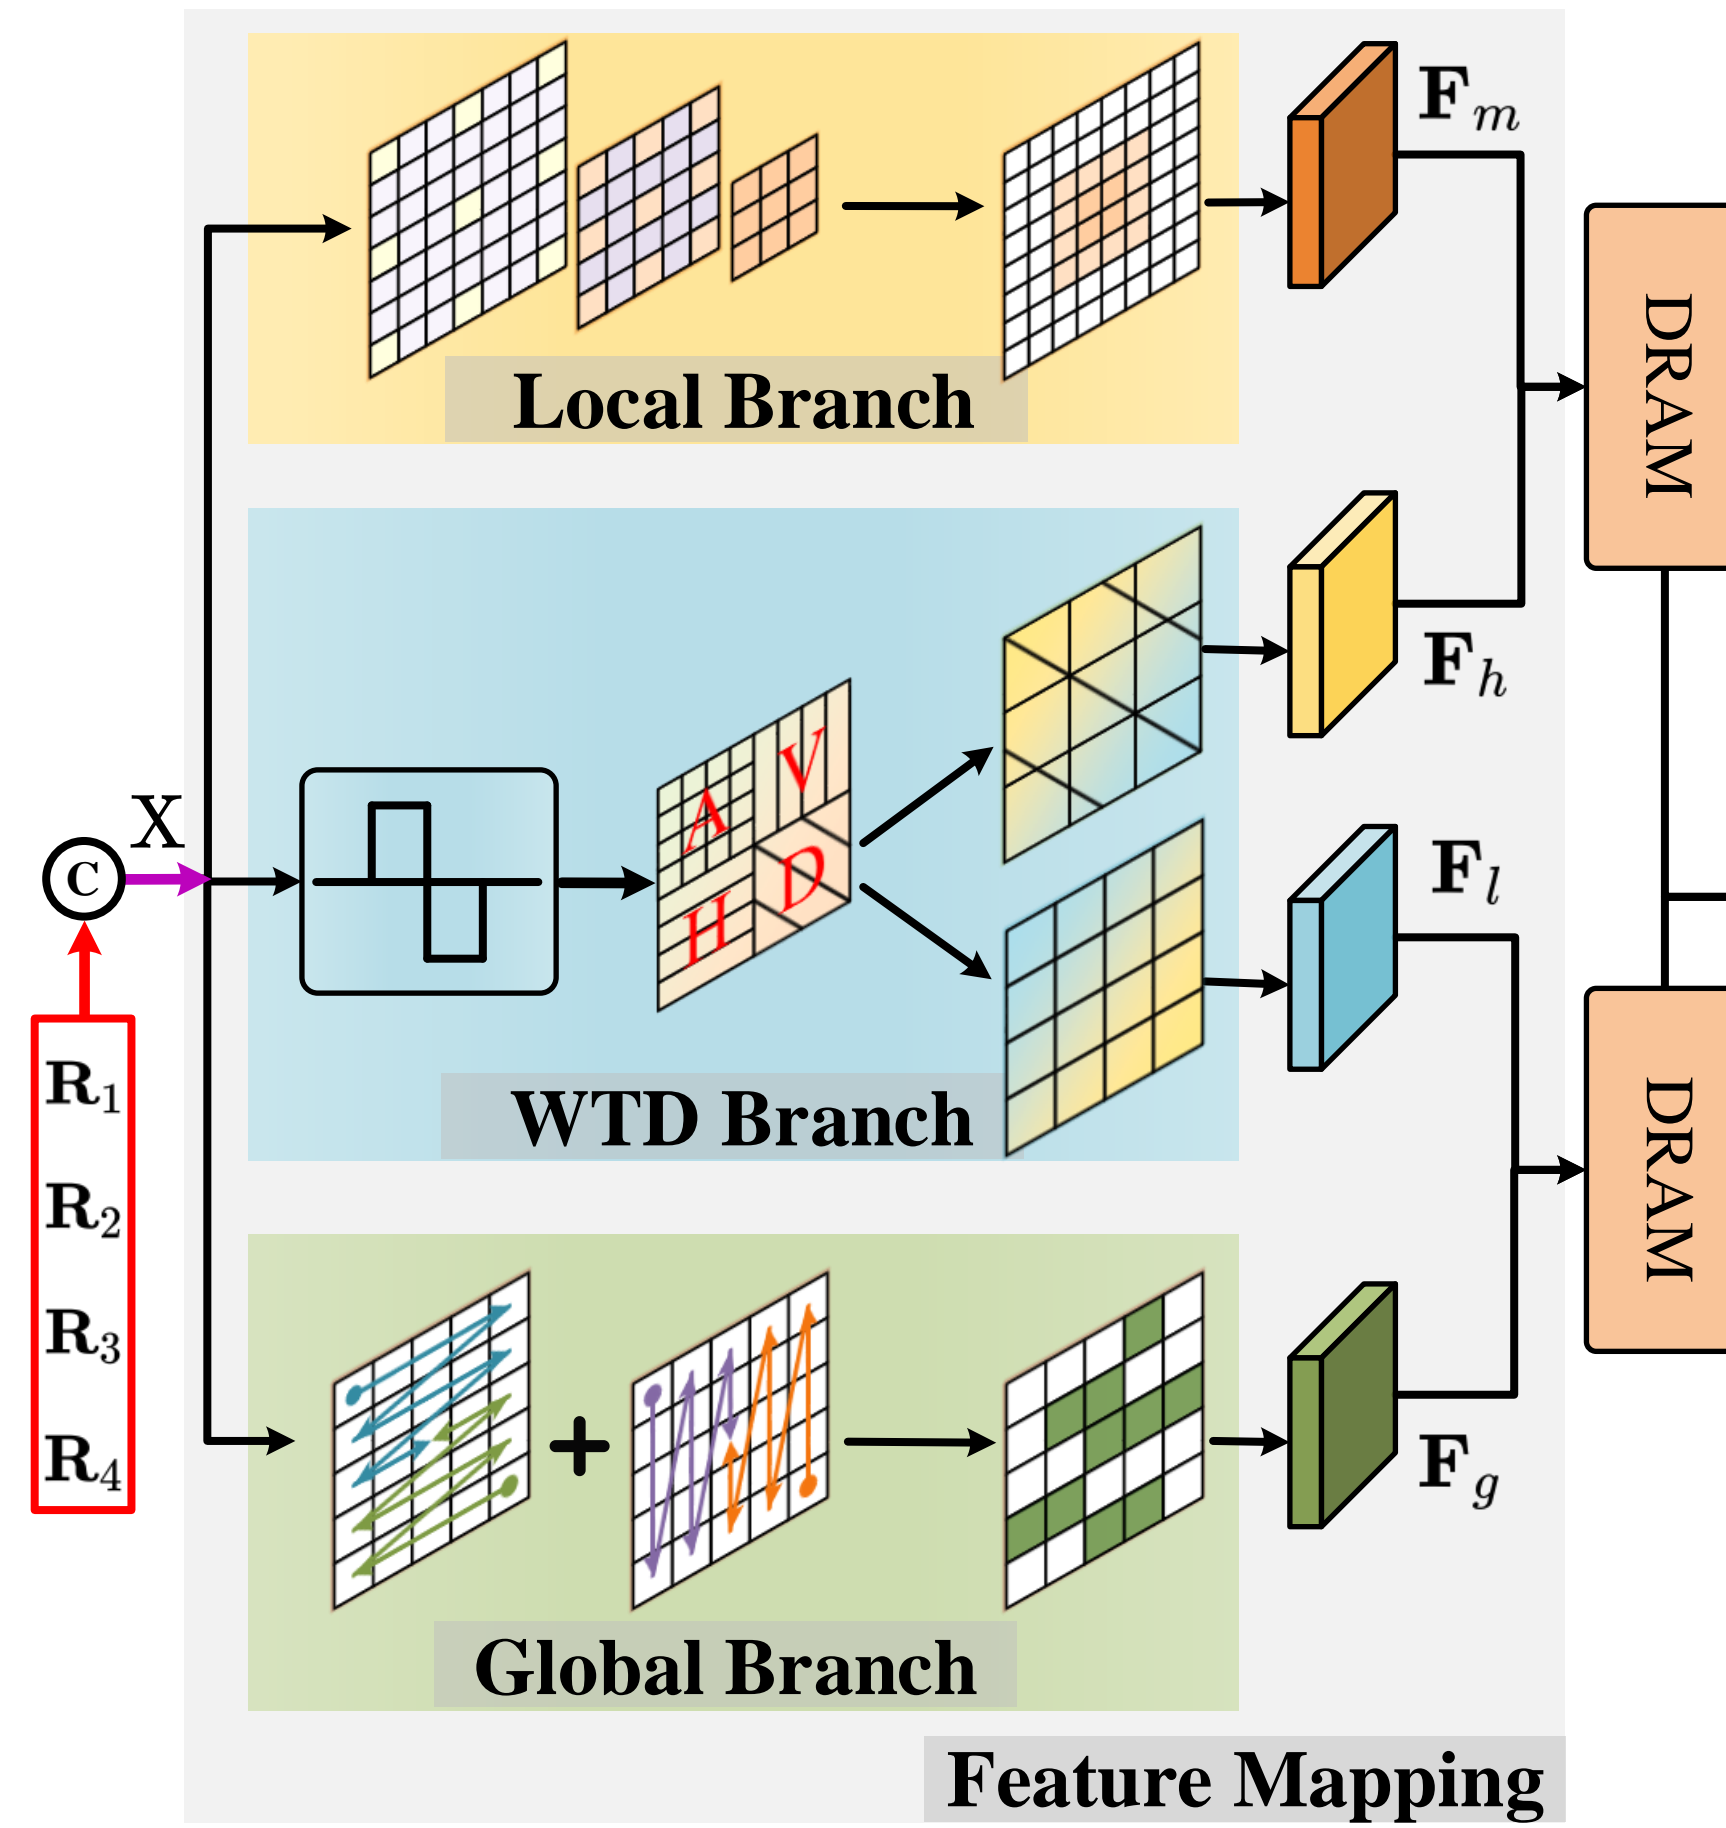 F_m
DRAM
Local Branch
F_h
V
A
X
D
F_l
C
H
R_1
DRAM
WTD Branch
R_2
R_3
R_4
F_g
Global Branch
Feature Mapping